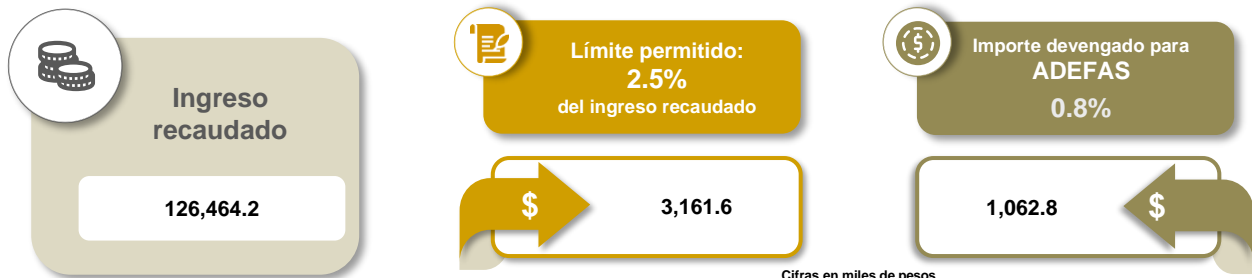 Ingreso
recaudado
126,464.2
Límite permitido:
2.5%
del ingreso recaudado
$ 3,161.6
Importe devengado para
ADEFAS
0.8%
1,062.8 $
Cifras en miles de pesos